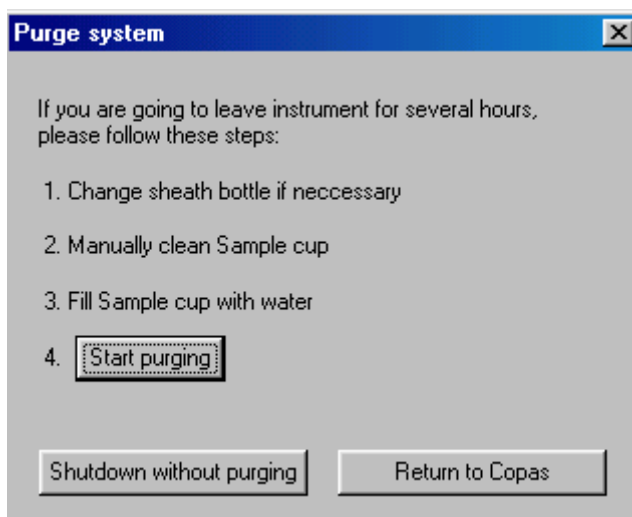 Purge system
If you are going to leave instrument for several hours,
please follow these steps:
1. Change sheath bottle if neccessary
2. Manually clean Sample cup
3. Fill Sample cup with water
4. Start purging
Shutdown without purging Return to Copas